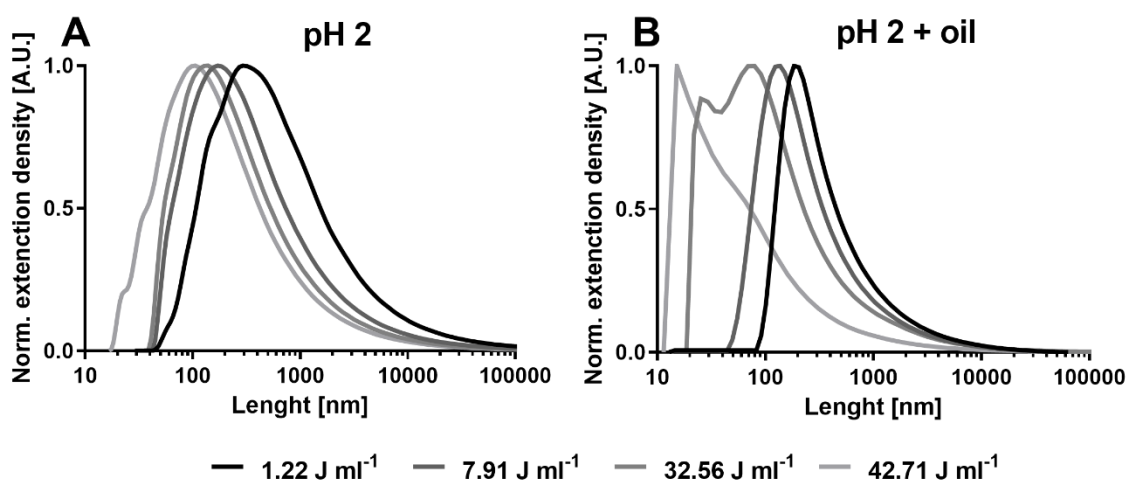 A
pH 2
Norm. extenction density [A.U.]
1.0
0.5
0.0
10
100
1000
10000
100000
Lenght [nm]
B
pH 2 + oil
Norm. extenction density [A.U.]
1.0
0.5
0.0
10
100
1000
10000
100000
Lenght [nm]
1.22 J ml-1
7.91 J ml-1
32.56 J ml-1
42.71 J ml-1